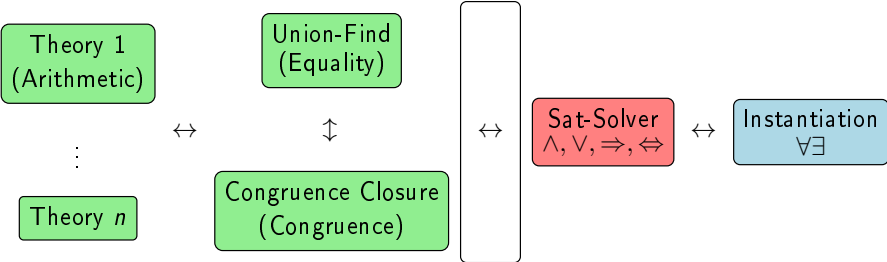 Theory 1
(Arithmetic)
⋮
Theory n
↔
Union-Find
(Equality)
↕
Congruence Closure
(Congruence)
↔
Sat-Solver
∧, ∨, ⇒, ⇔
↔
Instantiation
∀∃